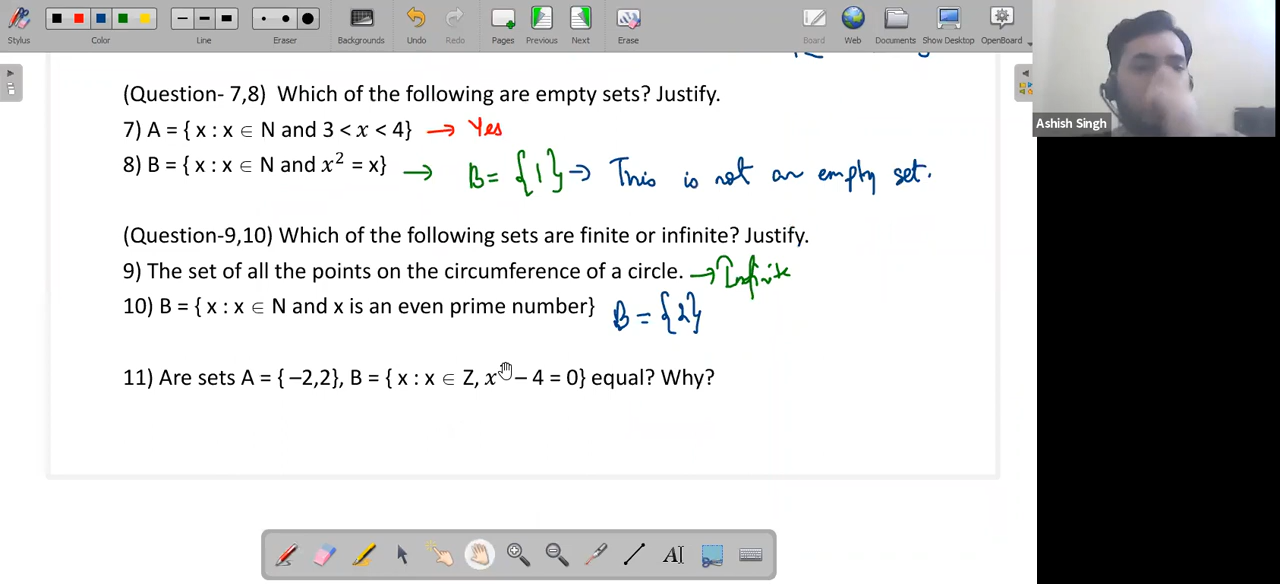 Stylus Color Line Eraser Backgrounds Undo Redo Pages Previous Next Erase Board Web Documents Show Desktop OpenBoard
Ashish Singh
(Question- 7,8) Which of the following are empty sets? Justify.
7) A = { x : x ∈ N and 3 < x < 4} → Yes
8) B = { x : x ∈ N and x² = x} → B = {1} → This is not an empty set.
(Question-9,10) Which of the following sets are finite or infinite? Justify.
9) The set of all the points on the circumference of a circle. → Infinite
10) B = { x : x ∈ N and x is an even prime number} B = {2}
11) Are sets A = { –2,2}, B = { x : x ∈ Z, x – 4 = 0} equal? Why?
AI